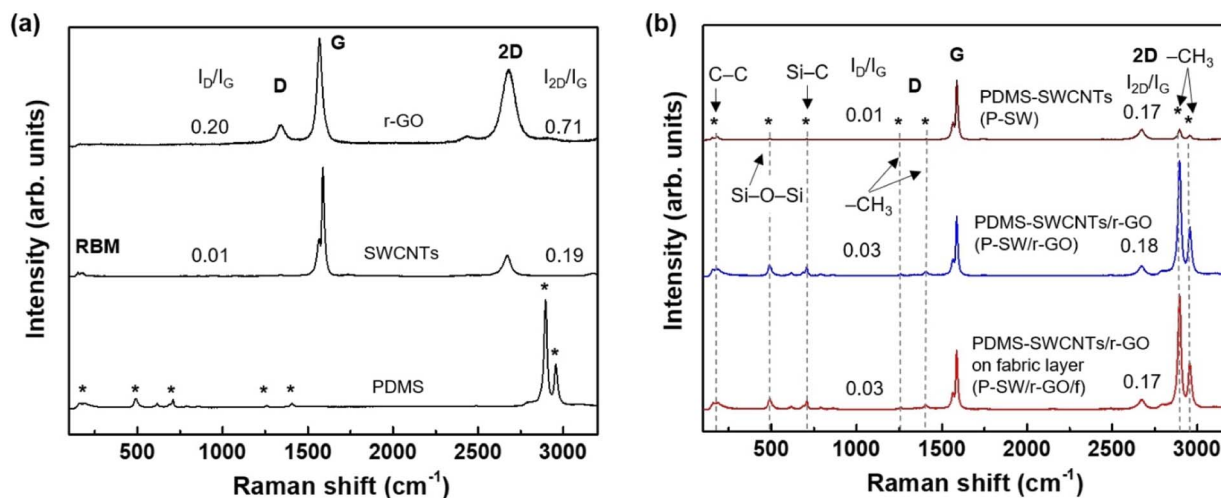 (a)
Intensity (arb. units)
I_D/I_G
D
G
2D
I_2D/I_G
0.20
r-GO
0.71
RBM
0.01
SWCNTs
0.19
*
*
* * * * *
PDMS
500 1000 1500 2000 2500 3000
Raman shift (cm⁻¹)
(b)
Intensity (arb. units)
C–C
Si–C
I_D/I_G
D
G
2D
–CH₃
I_2D/I_G
PDMS-SWCNTs
(P-SW)
0.01
0.17
* * * * * * *
Si–O–Si
–CH₃
PDMS-SWCNTs/r-GO
(P-SW/r-GO)
0.03
0.18
PDMS-SWCNTs/r-GO
on fabric layer
(P-SW/r-GO/f)
0.03
0.17
500 1000 1500 2000 2500 3000
Raman shift (cm⁻¹)